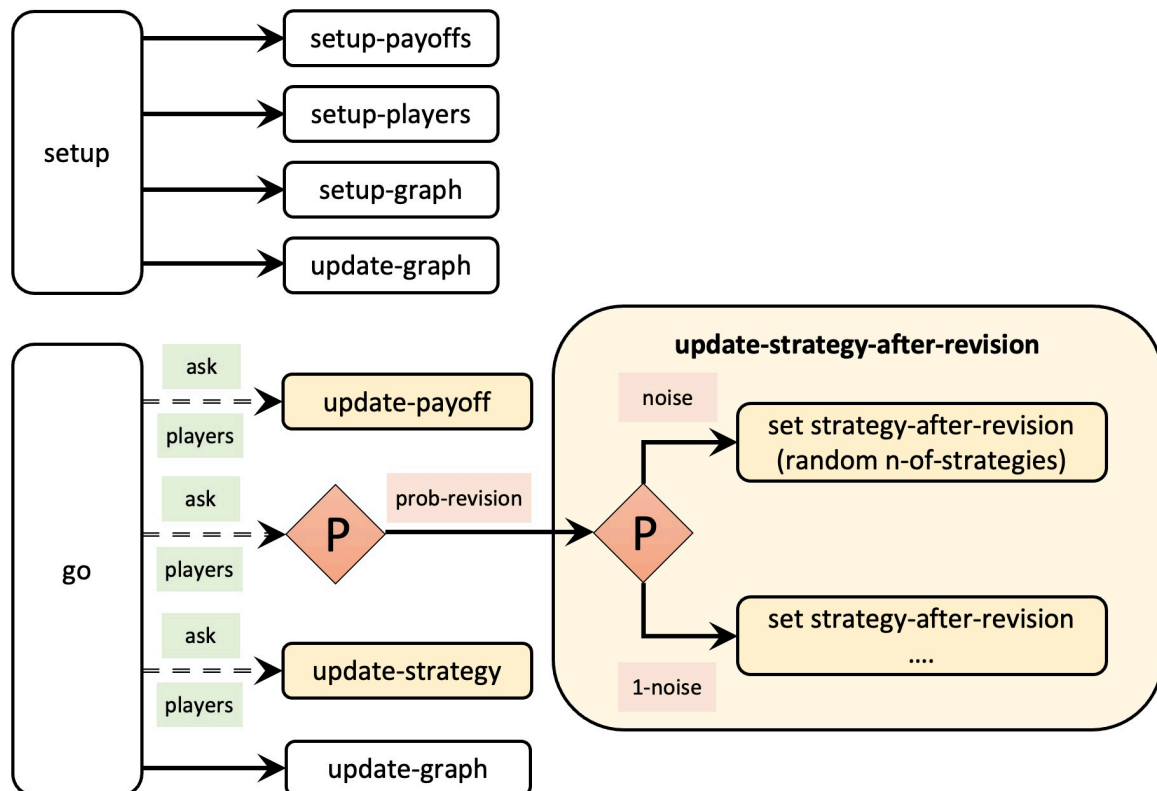 setup
setup-payoffs
setup-players
setup-graph
update-graph
go
ask
players
update-payoff
ask
players
P
prob-revision
update-strategy-after-revision
P
noise
set strategy-after-revision
(random n-of-strategies)
1-noise
set strategy-after-revision
....
ask
players
update-strategy
update-graph